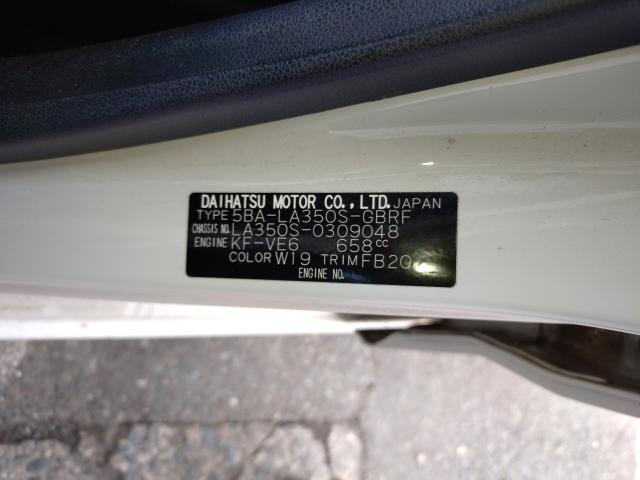 DAIHATSU MOTOR CO., LTD. JAPAN
TYPE 5BA-LA350S-GBRF
CHASSIS NO. LA350S-0309048
ENGINE KF-VE6 658cc
COLOR W19 TRIM FB20
ENGINE NO.